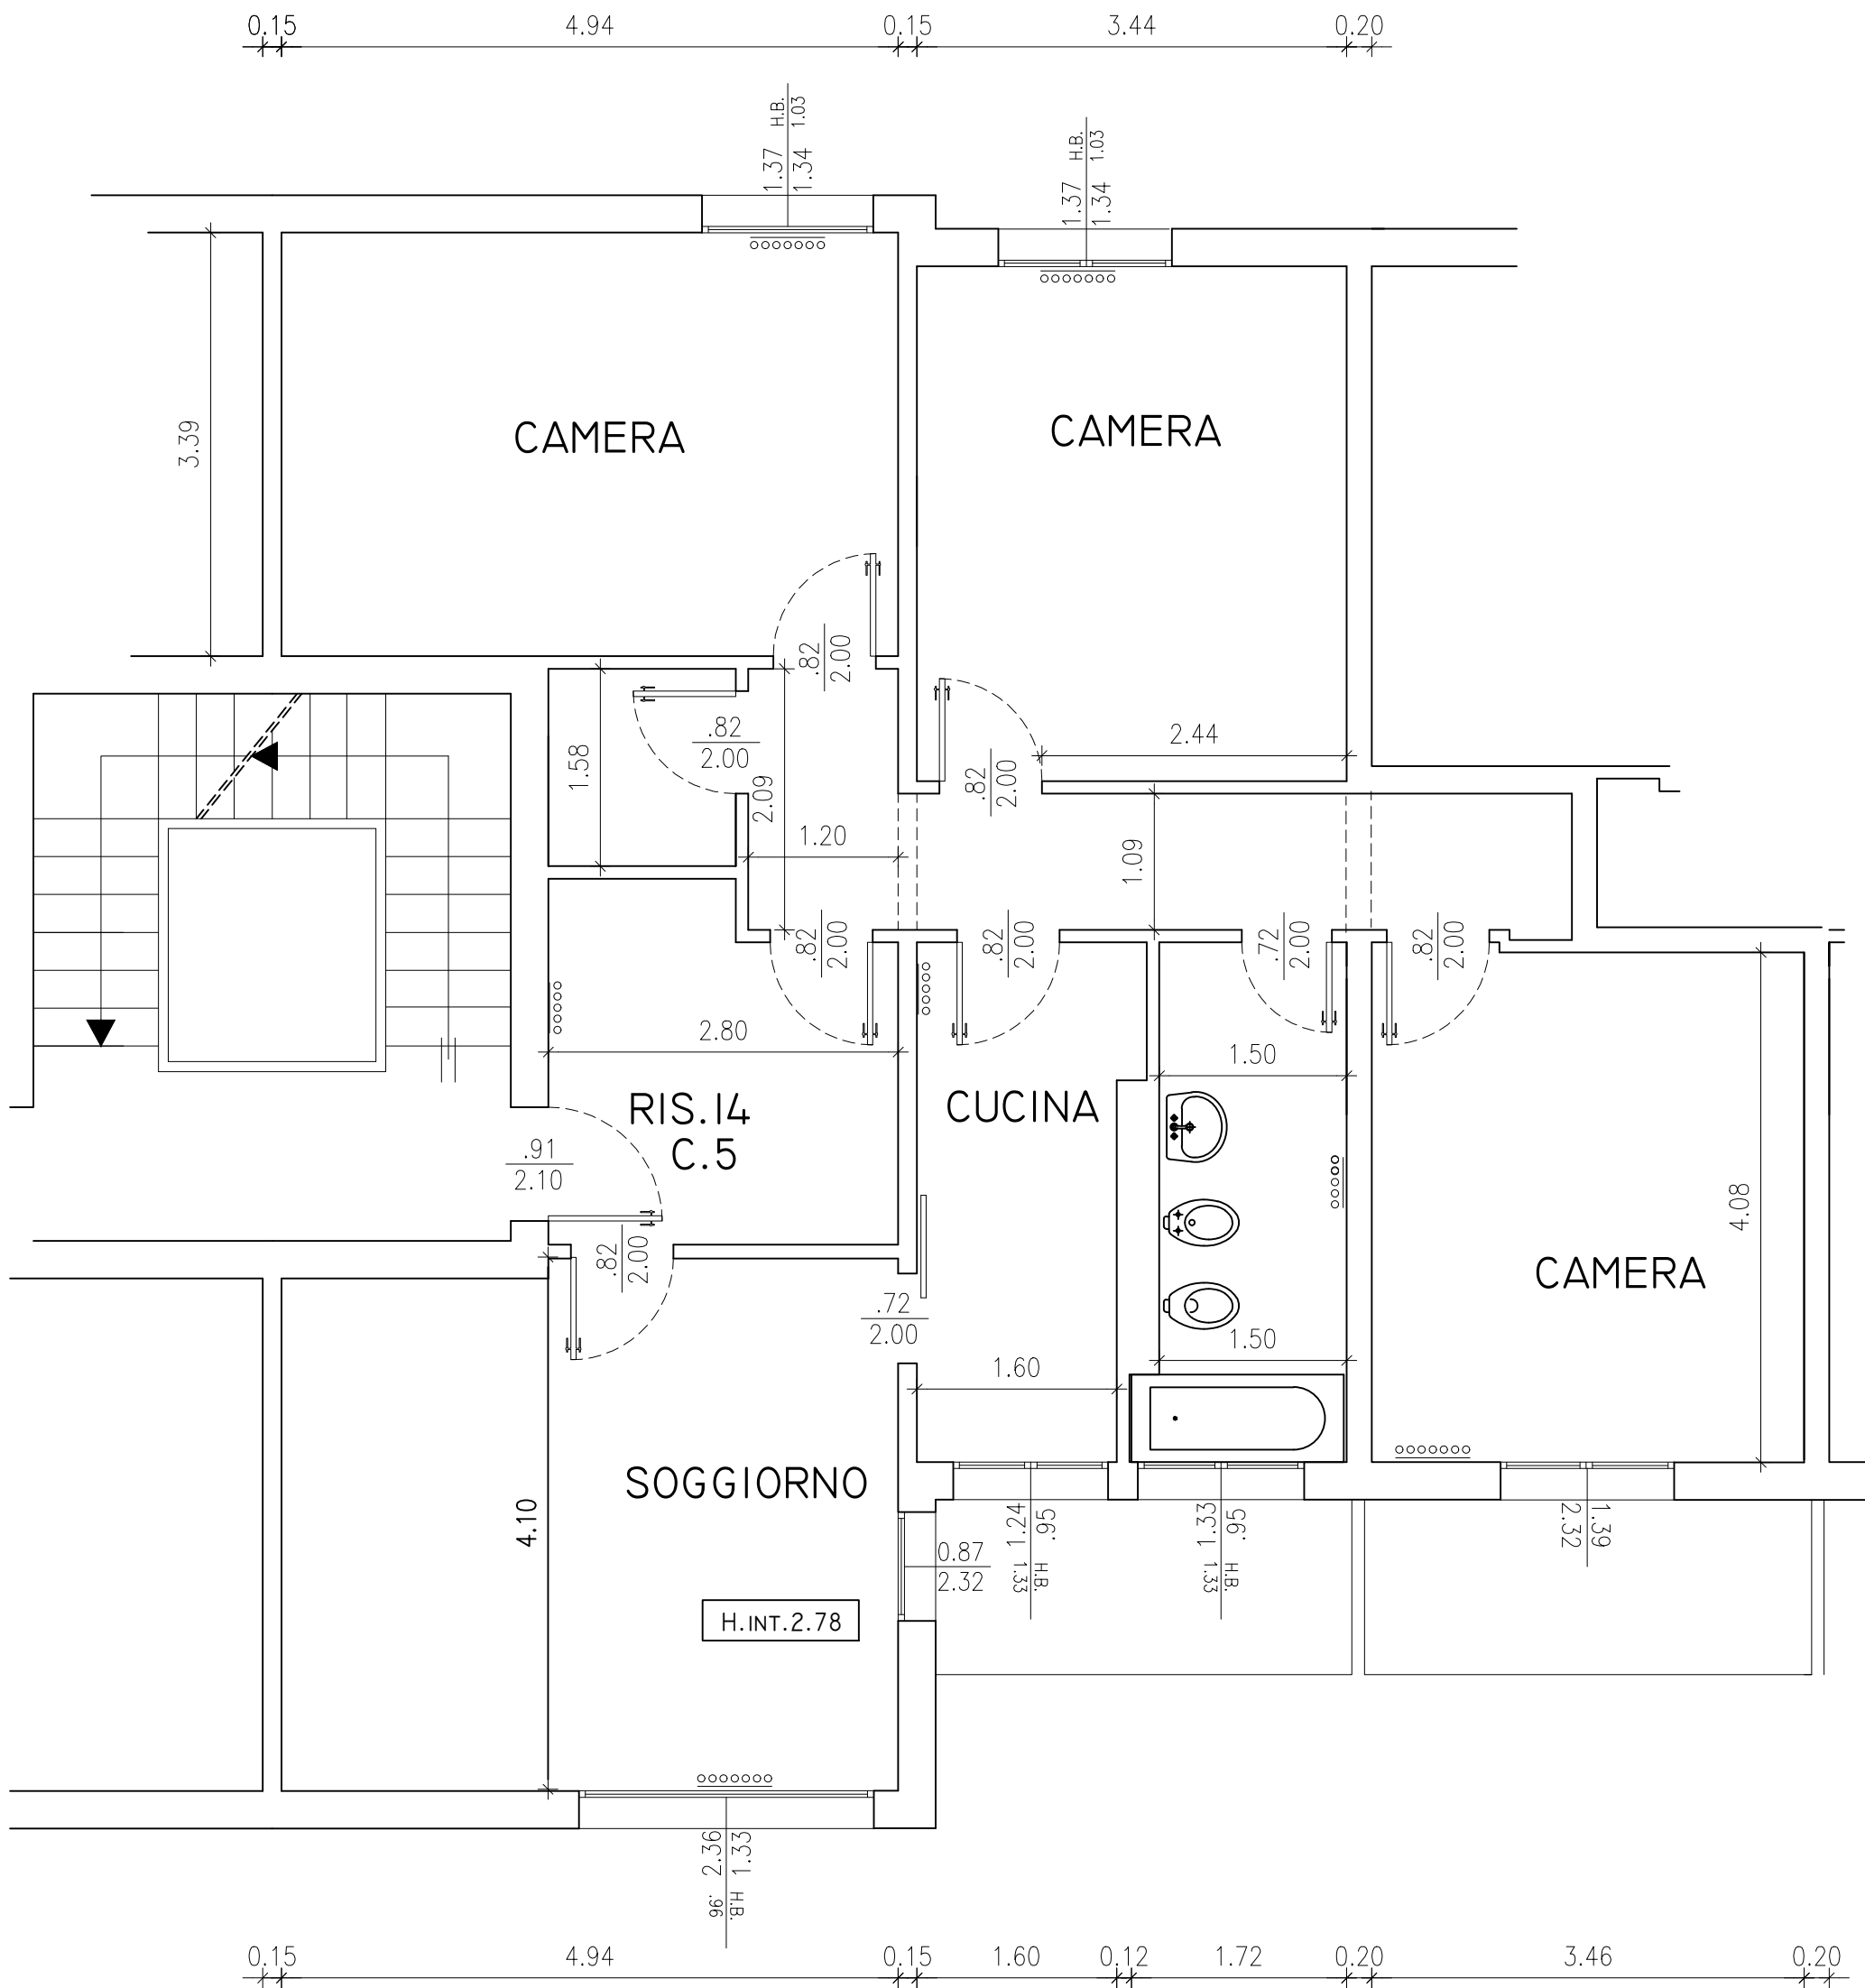 0.15 4.94 0.15 3.44 0.20
1.37 H.B.
1.34 1.03
1.37 H.B.
1.34 1.03
3.39
CAMERA
CAMERA
.82
2.00
.82
2.00
1.58
2.09
1.20
.82
2.00
2.44
1.09
.82
2.00
.82
2.00
.72
2.00
.82
2.00
2.80
1.50
RIS.14
C.5
CUCINA
.91
2.10
.82
2.00
4.08
CAMERA
.72
2.00
1.50
1.60
SOGGIORNO
4.10
H.INT.2.78
0.87
2.32
.95 H.B.
1.24 1.33
.95 H.B.
1.33 1.33
1.39
2.32
1.33 H.B.
2.36 .96
0.15 4.94 0.15 1.60 0.12 1.72 0.20 3.46 0.20